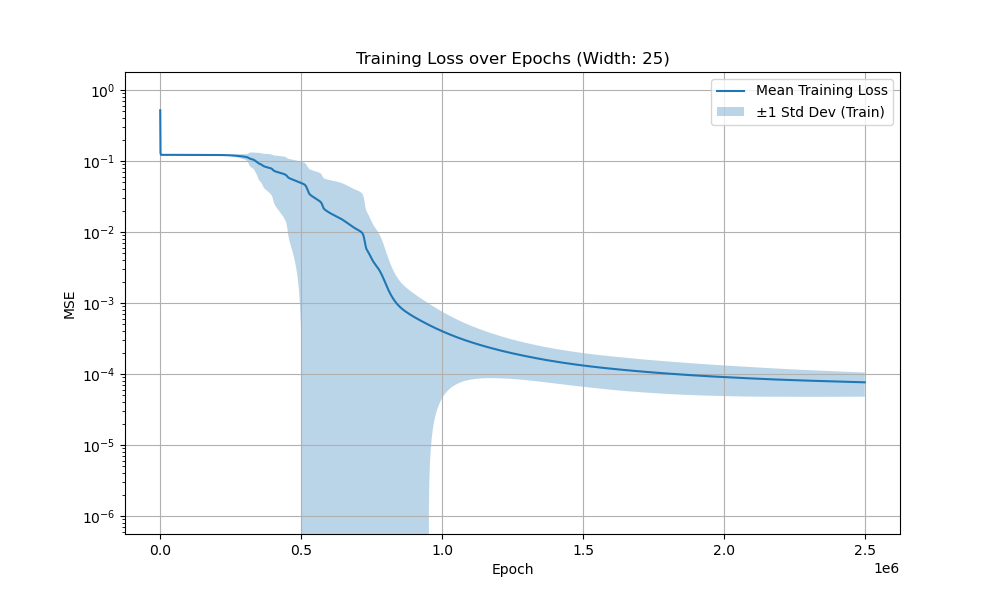 Training Loss over Epochs (Width: 25)
Mean Training Loss
±1 Std Dev (Train)
MSE
10⁰
10⁻¹
10⁻²
10⁻³
10⁻⁴
10⁻⁵
10⁻⁶
0.0 0.5 1.0 1.5 2.0 2.5
1e6
Epoch